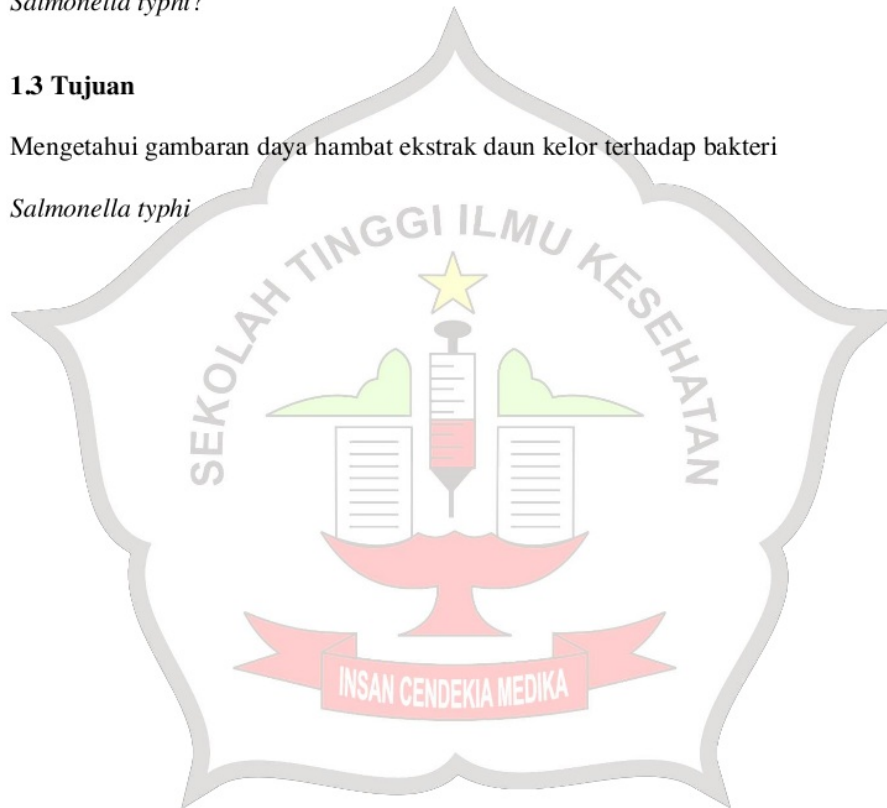 Salmonella typhi?
1.3 Tujuan
Mengetahui gambaran daya hambat ekstrak daun kelor terhadap bakteri
Salmonella typhi
SEKOLAH TINGGI ILMU KESEHATAN
INSAN CENDEKIA MEDIKA